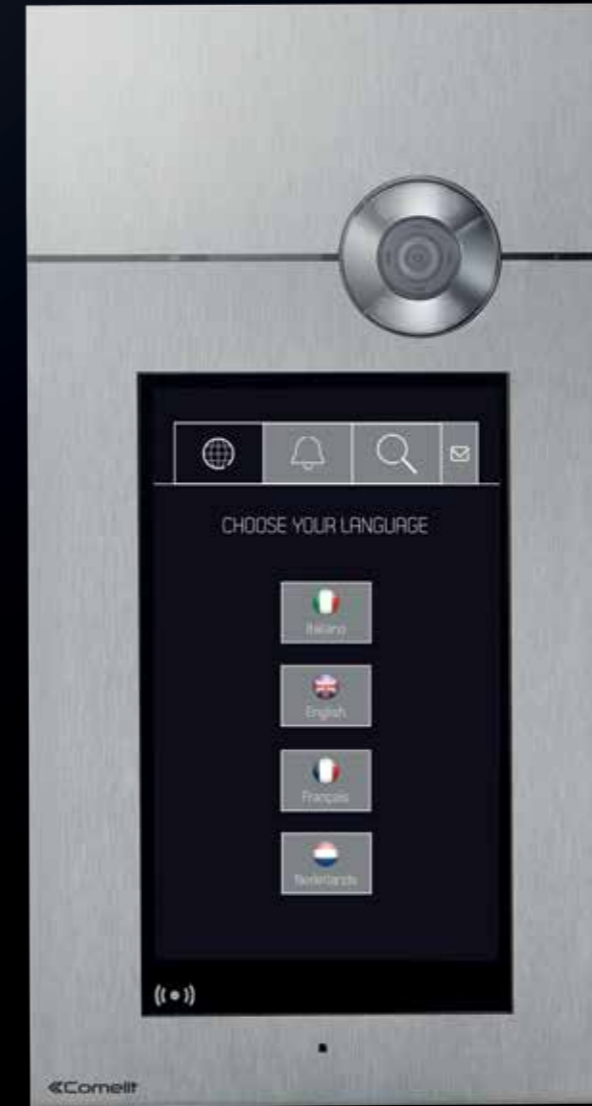 CHOOSE YOUR LANGUAGE
Italiano
English
Français
Nederlands
Comelit